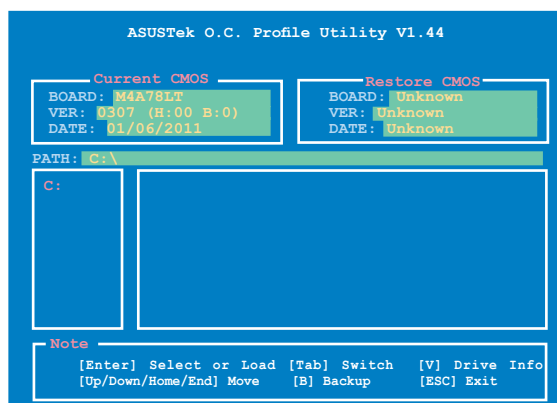 ASUSTek O.C. Profile Utility V1.44
Current CMOS
BOARD: M4A78LT
VER: 0307 (H:00 B:0)
DATE: 01/06/2011
Restore CMOS
BOARD: Unknown
VER: Unknown
DATE: Unknown
PATH: C:\
C:
Note
[Enter] Select or Load [Tab] Switch [V] Drive Info
[Up/Down/Home/End] Move [B] Backup [ESC] Exit